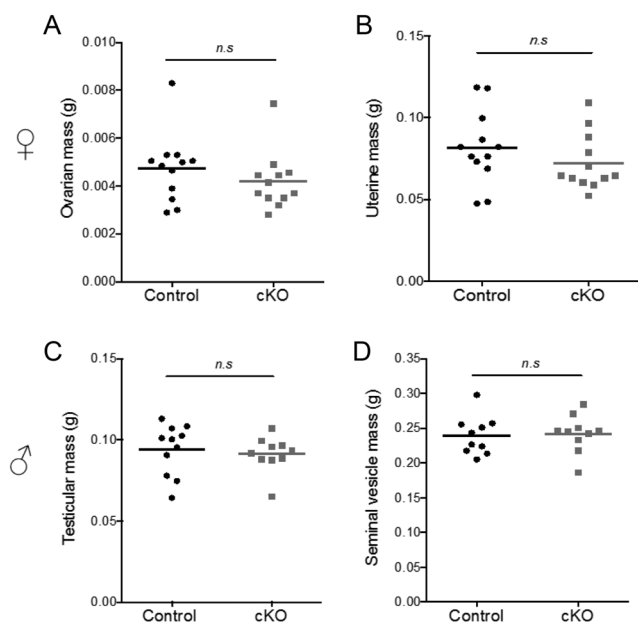 A
B
n.s
n.s
0.010
0.008
0.006
0.004
0.002
0.000
Ovarian mass (g)
Control
cKO
0.15
0.10
0.05
0.00
Uterine mass (g)
Control
cKO
♀
C
D
n.s
n.s
0.15
0.10
0.05
0.00
Testicular mass (g)
Control
cKO
0.35
0.30
0.25
0.20
0.15
0.10
0.05
0.00
Seminal vesicle mass (g)
Control
cKO
♂